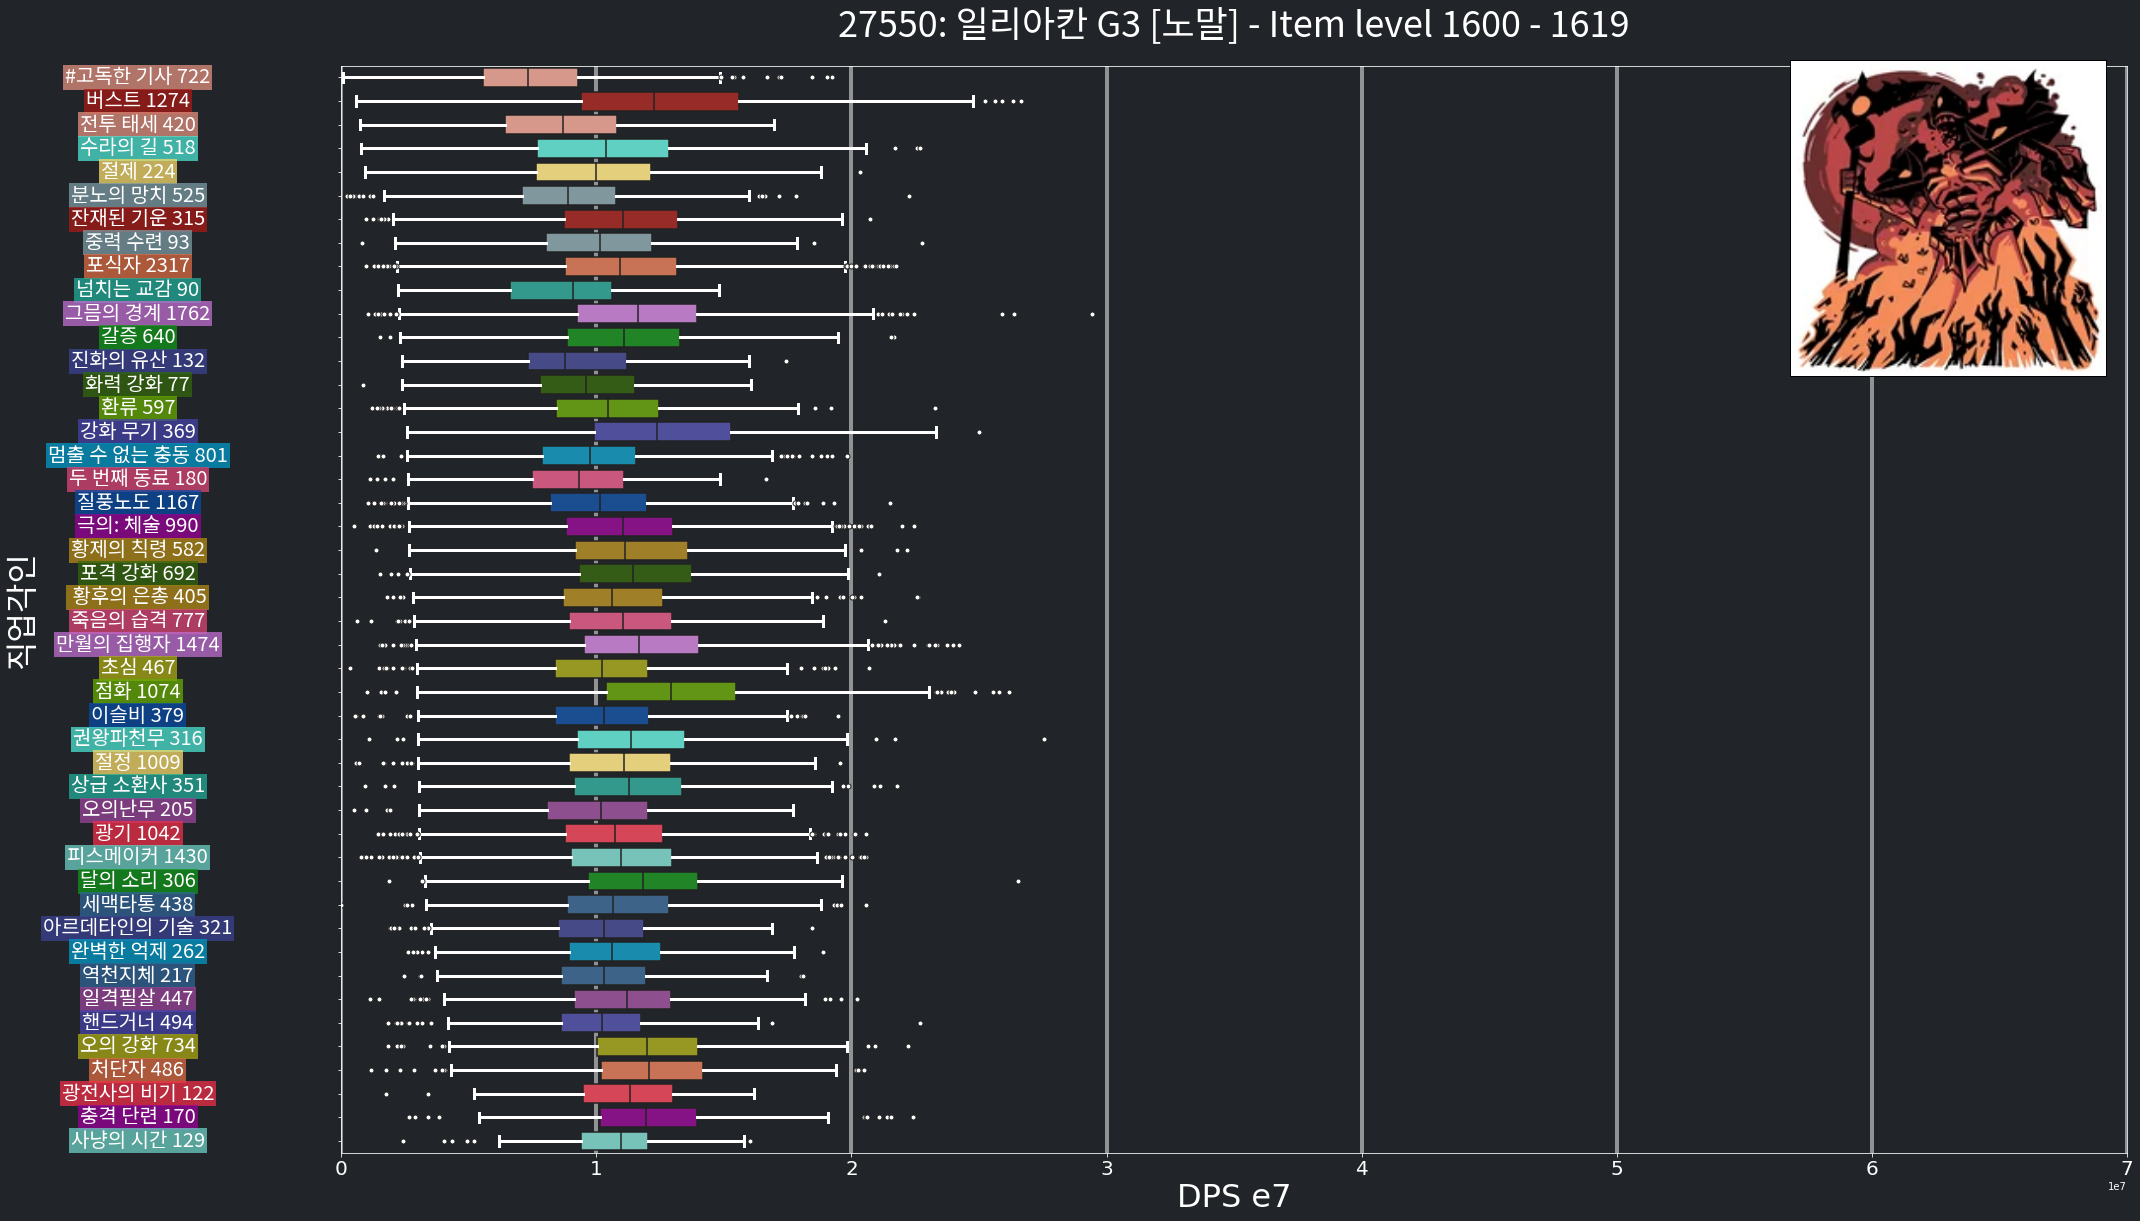 27550: 일리아칸 G3 [노말] - Item level 1600 - 1619
직업각인
#고독한 기사 722
버스트 1274
전투 태세 420
수라의 길 518
절제 224
분노의 망치 525
잔재된 기운 315
중력 수련 93
포식자 2317
넘치는 교감 90
그믐의 경계 1762
갈증 640
진화의 유산 132
화력 강화 77
환류 597
강화 무기 369
멈출 수 없는 충동 801
두 번째 동료 180
질풍노도 1167
극의: 체술 990
황제의 칙령 582
포격 강화 692
황후의 은총 405
죽음의 습격 777
만월의 집행자 1474
초심 467
점화 1074
이슬비 379
권왕파천무 316
절정 1009
상급 소환사 351
오의난무 205
광기 1042
피스메이커 1430
달의 소리 306
세맥타통 438
아르데타인의 기술 321
완벽한 억제 262
역천지체 217
일격필살 447
핸드거너 494
오의 강화 734
처단자 486
광전사의 비기 122
충격 단련 170
사냥의 시간 129
0 1 2 3 4 5 6 7
1e7
DPS e7